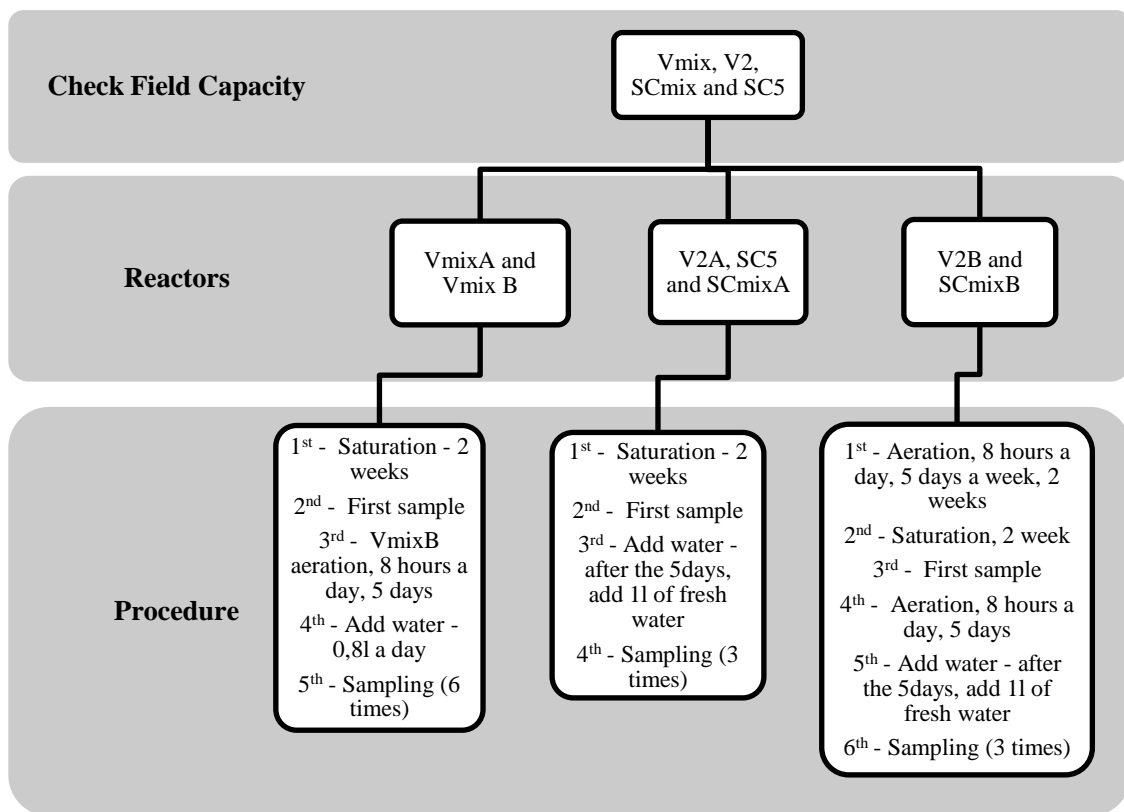 Check Field Capacity
Vmix, V2,
SCmix and SC5
Reactors
VmixA and
Vmix B
V2A, SC5
and SCmixA
V2B and
SCmixB
Procedure
1st - Saturation - 2
weeks
2nd - First sample
3rd - VmixB
aeration, 8 hours a
day, 5 days
4th - Add water -
0,8l a day
5th - Sampling (6
times)
1st - Saturation - 2
weeks
2nd - First sample
3rd - Add water -
after the 5days,
add 1l of fresh
water
4th - Sampling (3
times)
1st - Aeration, 8 hours a
day, 5 days a week, 2
weeks
2nd - Saturation, 2 week
3rd - First sample
4th - Aeration, 8 hours a
day, 5 days
5th - Add water - after
the 5days, add 1l of
fresh water
6th - Sampling (3 times)